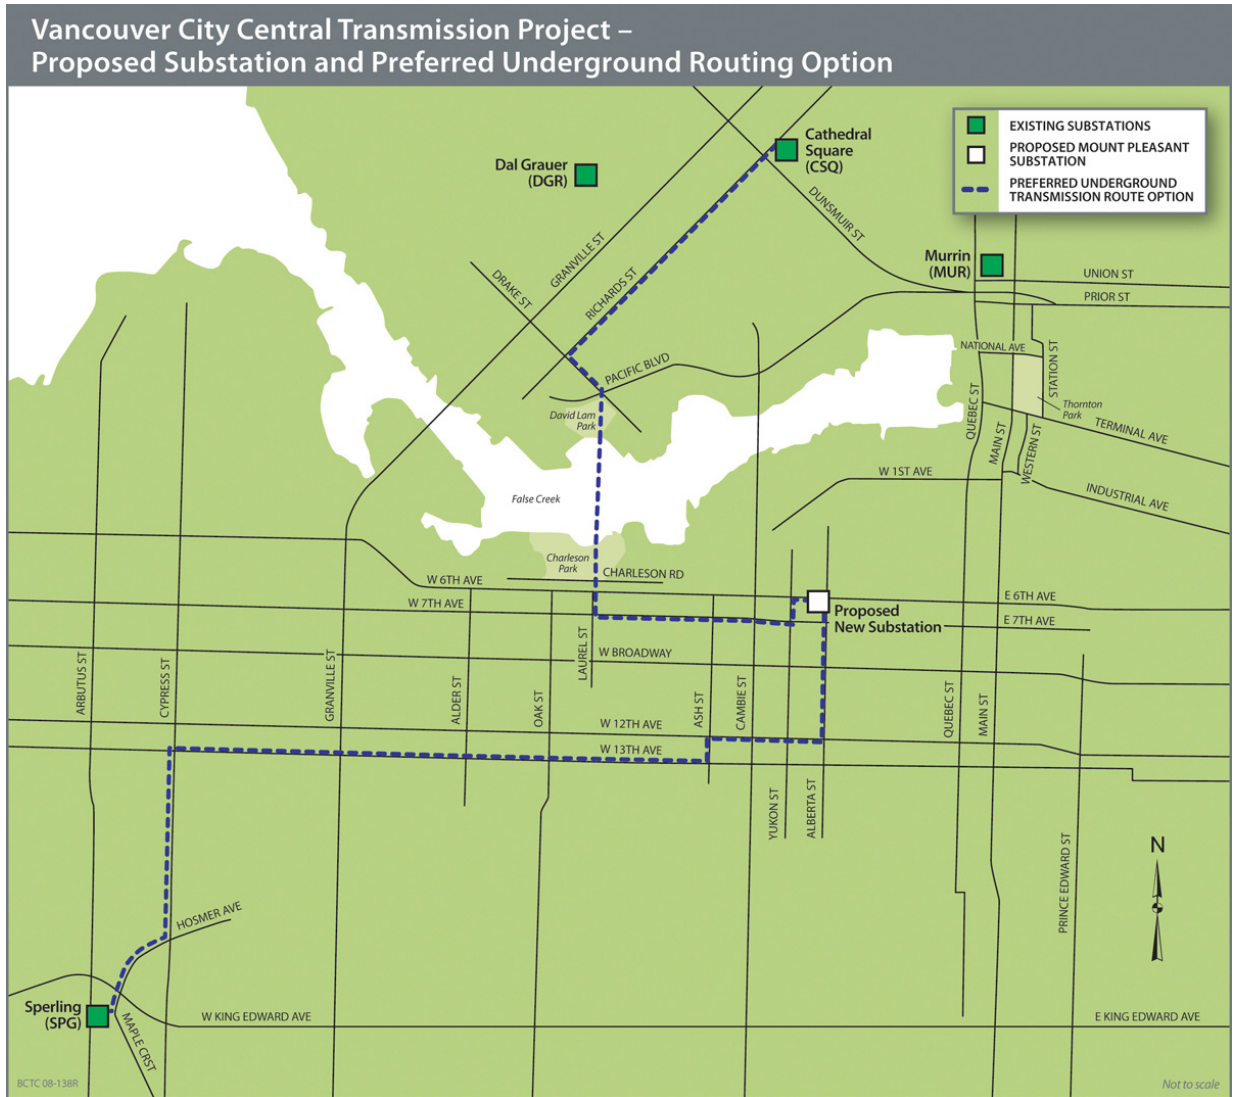 Vancouver City Central Transmission Project –
Proposed Substation and Preferred Underground Routing Option
EXISTING SUBSTATIONS
PROPOSED MOUNT PLEASANT
SUBSTATION
PREFERRED UNDERGROUND
TRANSMISSION ROUTE OPTION
Cathedral
Square
(CSQ)
Dal Grauer
(DGR)
DUNSMUIR ST
GRANVILLE ST
Murrin
(MUR)
UNION ST
PRIOR ST
DRAKE ST
RICHARDS ST
NATIONAL AVE
STATION ST
PACIFIC BLVD
David Lam
Park
QUEBEC ST
Thornton
Park
MAIN ST
WESTERN ST
TERMINAL AVE
W 1ST AVE
INDUSTRIAL AVE
False Creek
Charleson
Park
CHARLESON RD
W 6TH AVE
E 6TH AVE
W 7TH AVE
Proposed
New Substation
E 7TH AVE
LAUREL ST
W BROADWAY
ARBUTUS ST
CYPRESS ST
GRANVILLE ST
ALDER ST
OAK ST
ASH ST
CAMBIE ST
QUEBEC ST
MAIN ST
W 12TH AVE
W 13TH AVE
YUKON ST
ALBERTA ST
PRINCE EDWARD ST
N
HOSMER AVE
Sperling
(SPG)
MAPLE CRST
W KING EDWARD AVE
E KING EDWARD AVE
BCTC 08-138R
Not to scale